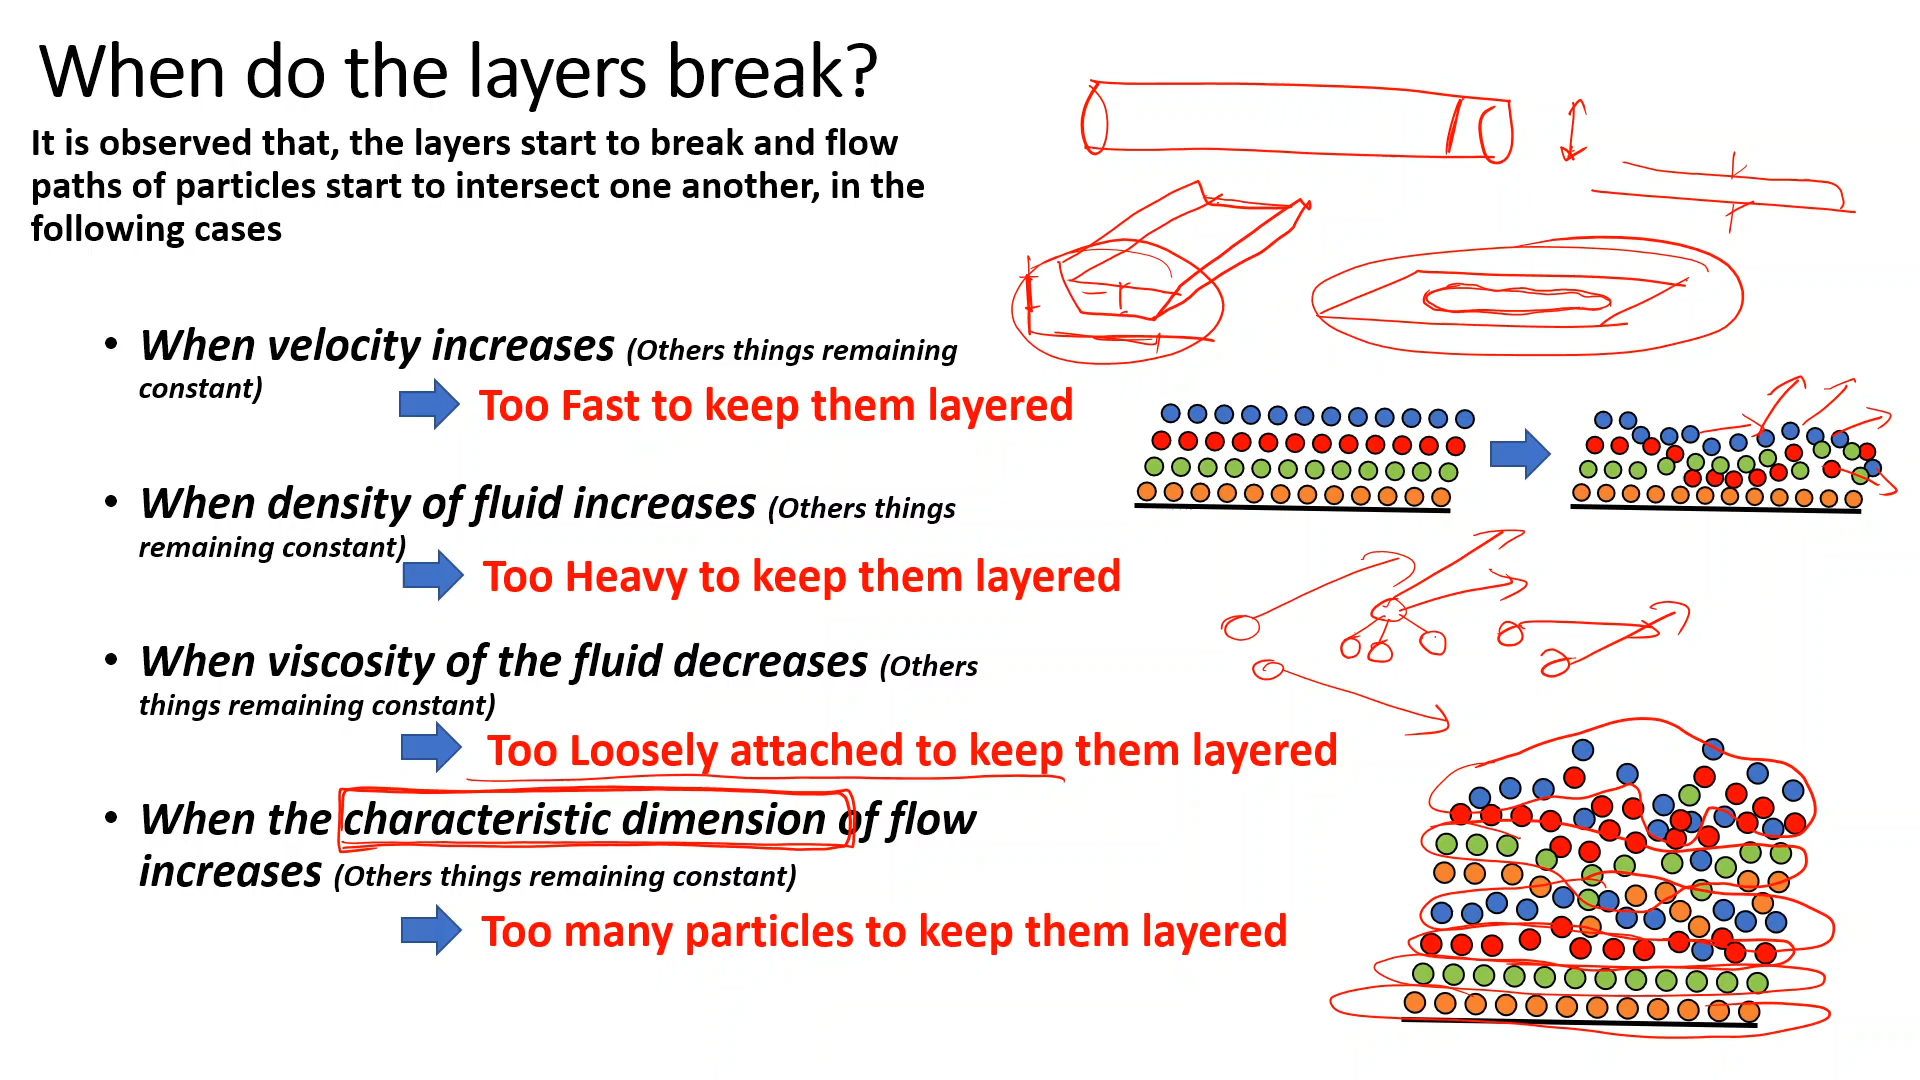 When do the layers break?
It is observed that, the layers start to break and flow
paths of particles start to intersect one another, in the
following cases
• When velocity increases (Others things remaining
constant)
Too Fast to keep them layered
• When density of fluid increases (Others things
remaining constant)
Too Heavy to keep them layered
• When viscosity of the fluid decreases (Others
things remaining constant)
Too Loosely attached to keep them layered
• When the characteristic dimension of flow
increases (Others things remaining constant)
Too many particles to keep them layered